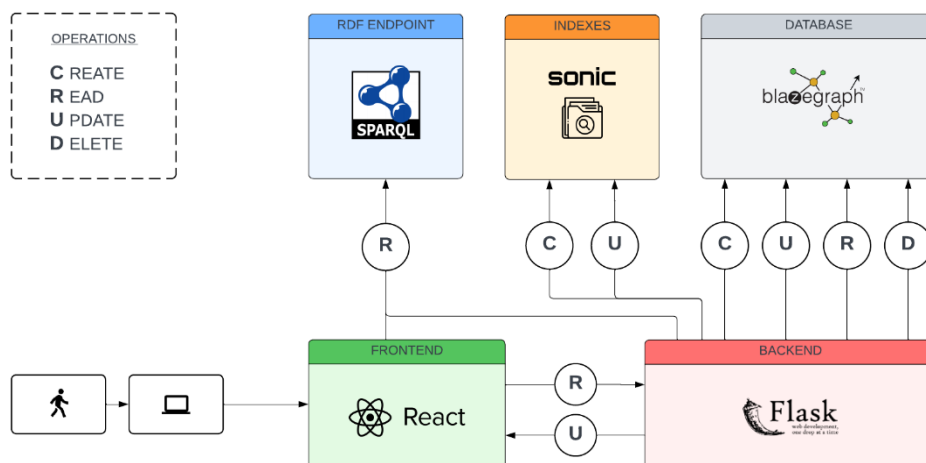 OPERATIONS
C REATE
R EAD
U PDATE
D ELETE
RDF ENDPOINT
SPARQL
INDEXES
sonic
DATABASE
blazegraph™
R
C
U
C
U
R
D
FRONTEND
React
R
U
BACKEND
Flask
web development,
one drop at a time